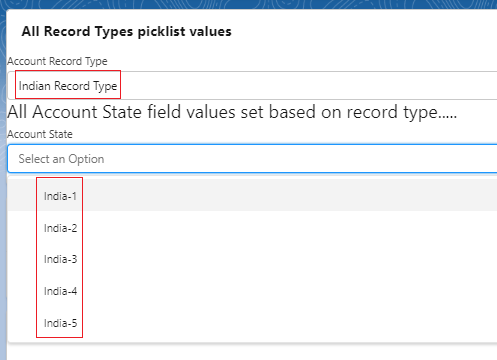 All Record Types picklist values
Account Record Type
Indian Record Type
All Account State field values set based on record type.....
Account State
Select an Option
India-1
India-2
India-3
India-4
India-5